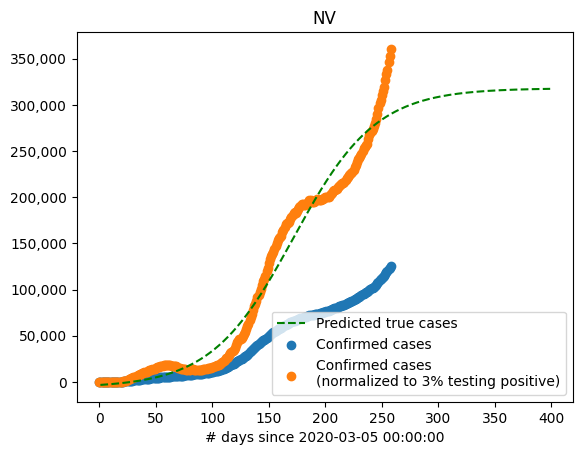 NV
350,000
300,000
250,000
200,000
150,000
100,000
50,000
0
Predicted true cases
Confirmed cases
Confirmed cases
(normalized to 3% testing positive)
0 50 100 150 200 250 300 350 400
# days since 2020-03-05 00:00:00